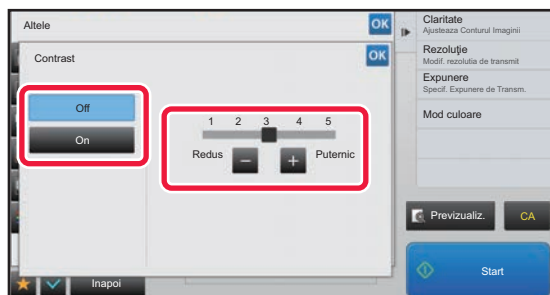 Altele
OK
Contrast
OK
Off
On
1 2 3 4 5
Redus
Puternic
Inapoi
Claritate
Ajusteaza Conturul Imaginii
Rezoluţie
Modif. rezolutia de transmit
Expunere
Specif. Expunere de Transm.
Mod culoare
Previzualiz.
CA
Start